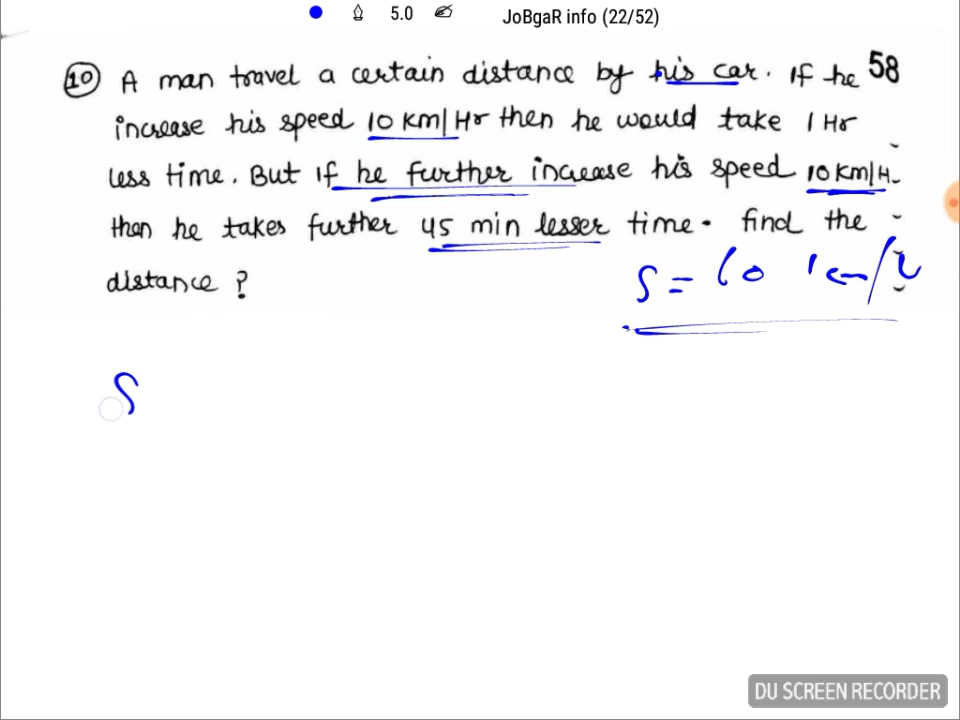 5.0
JoBgaR info (22/52)
10 A man travel a certain distance by his car. If he 58
increase his speed 10 km/Hr then he would take 1 Hr
less time. But if he further increase his speed 10 km/H
then he takes further 45 min lesser time. find the
distance?
S = 60 km/h
S
DU SCREEN RECORDER